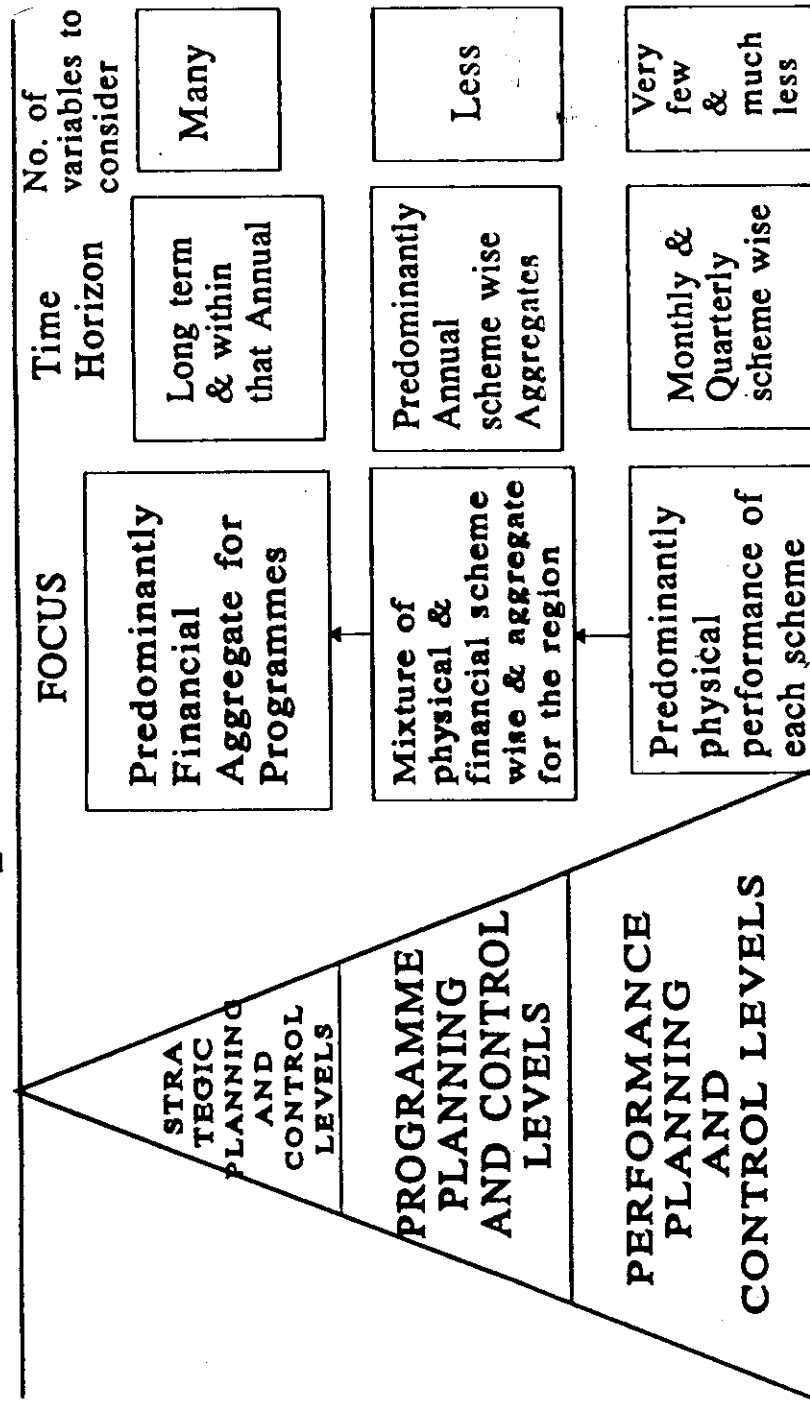 FOCUS
Time
Horizon
No. of
variables to
consider
STRA
TEGIC
PLANNING
AND
CONTROL
LEVELS
Predominantly
Financial
Aggregate for
Programmes
Long term
& within
that Annual
Many
PROGRAMME
PLANNING
AND CONTROL
LEVELS
Mixture of
physical &
financial scheme
wise & aggregate
for the region
Predominantly
Annual
scheme wise
Aggregates
Less
PERFORMANCE
PLANNING
AND
CONTROL LEVELS
Predominantly
physical
performance of
each scheme
Monthly &
Quarterly
scheme wise
Very
few
&
much
less